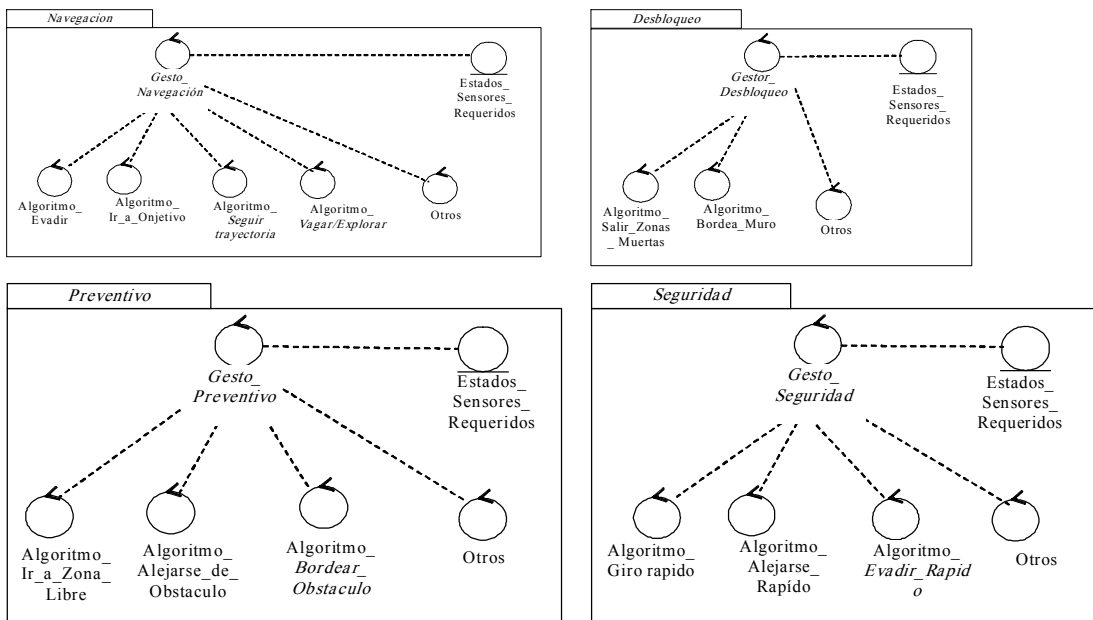 Navegacion
Gesto_
Navegación
Estados_
Sensores_
Requeridos
Algoritmo_
Evadir
Algoritmo_
Ir_a_Onjetivo
Algoritmo_
Seguir
trayectoria
Algoritmo_
Vagar/Explorar
Otros
Desbloqueo
Gestor_
Desbloqueo
Estados_
Sensores_
Requeridos
Algoritmo_
Salir_Zonas
_ Muertas
Algoritmo_
Bordea_Muro
Otros
Preventivo
Gesto_
Preventivo
Estados_
Sensores_
Requeridos
Algoritmo_
Ir_a_Zona_
Libre
Algoritmo_
Alejarse_de_
Obstaculo
Algoritmo_
Bordear_
Obstaculo
Otros
Seguridad
Gesto_
Seguridad
Estados_
Sensores_
Requeridos
Algoritmo_
Giro rapido
Algoritmo_
Alejarse_
Rapído
Algoritmo_
Evadir_Rapid
o
Otros